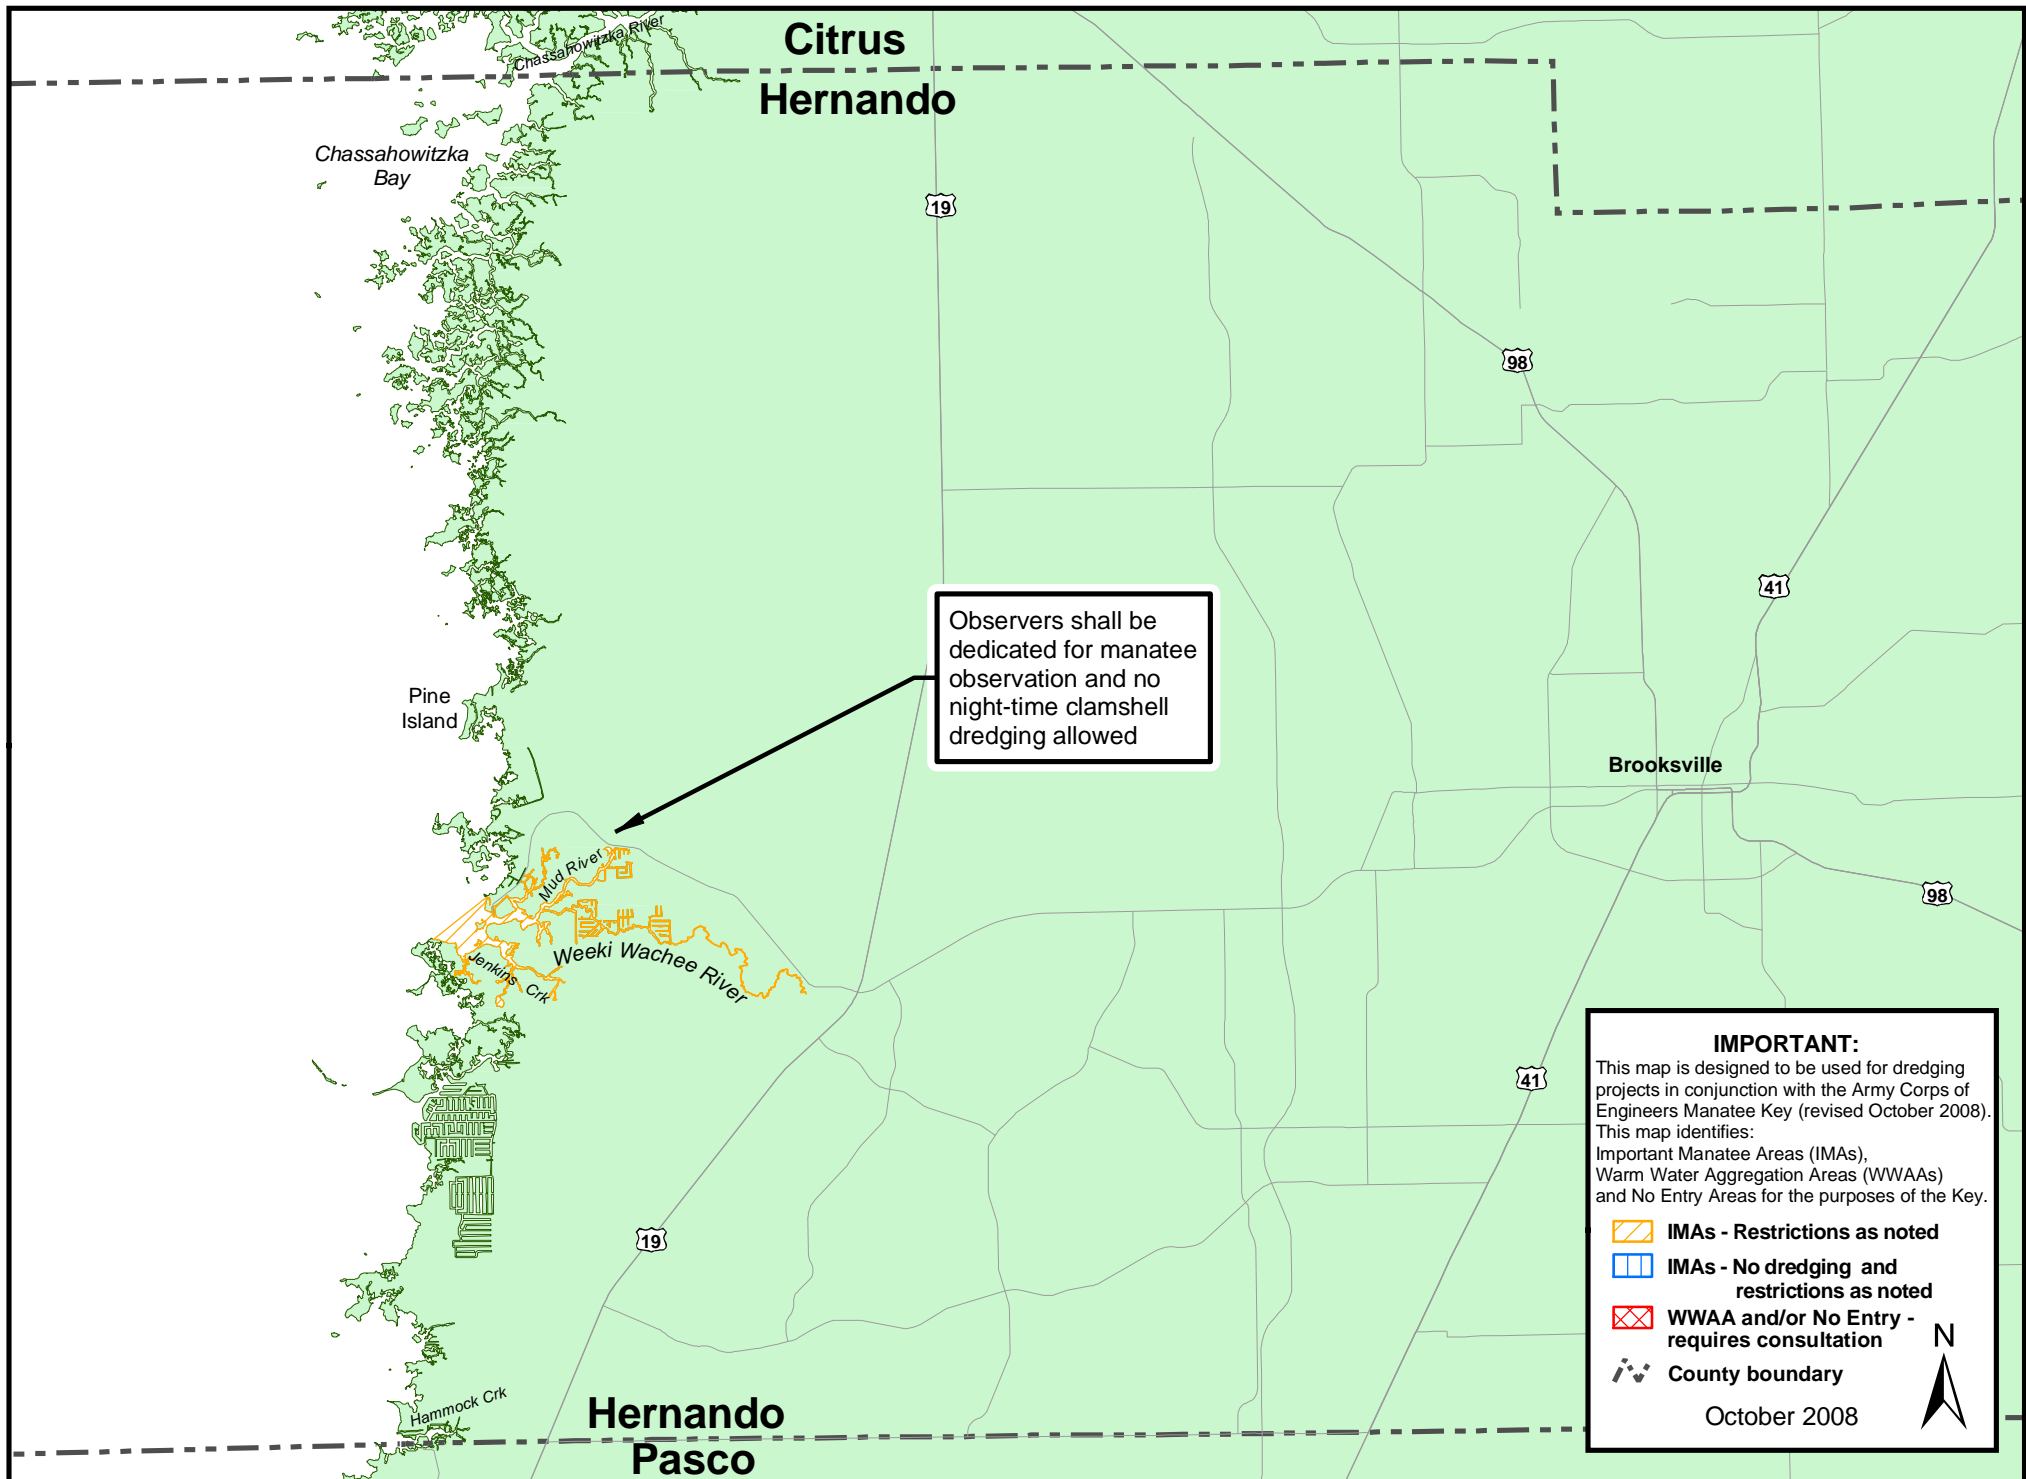 Chassahowitzka River
Citrus
Hernando
Chassahowitzka
Bay
19
98
41
Observers shall be
dedicated for manatee
observation and no
night-time clamshell
dredging allowed
Pine
Island
Brooksville
Mud River
98
Weeki Wachee River
Jenkins Crk
41
19
Hammock Crk
Hernando
Pasco
IMPORTANT:
This map is designed to be used for dredging
projects in conjunction with the Army Corps of
Engineers Manatee Key (revised October 2008).
This map identifies:
Important Manatee Areas (IMAs),
Warm Water Aggregation Areas (WWAAs)
and No Entry Areas for the purposes of the Key.
IMAs - Restrictions as noted
IMAs - No dredging and
restrictions as noted
WWAA and/or No Entry -
requires consultation
N
County boundary
October 2008